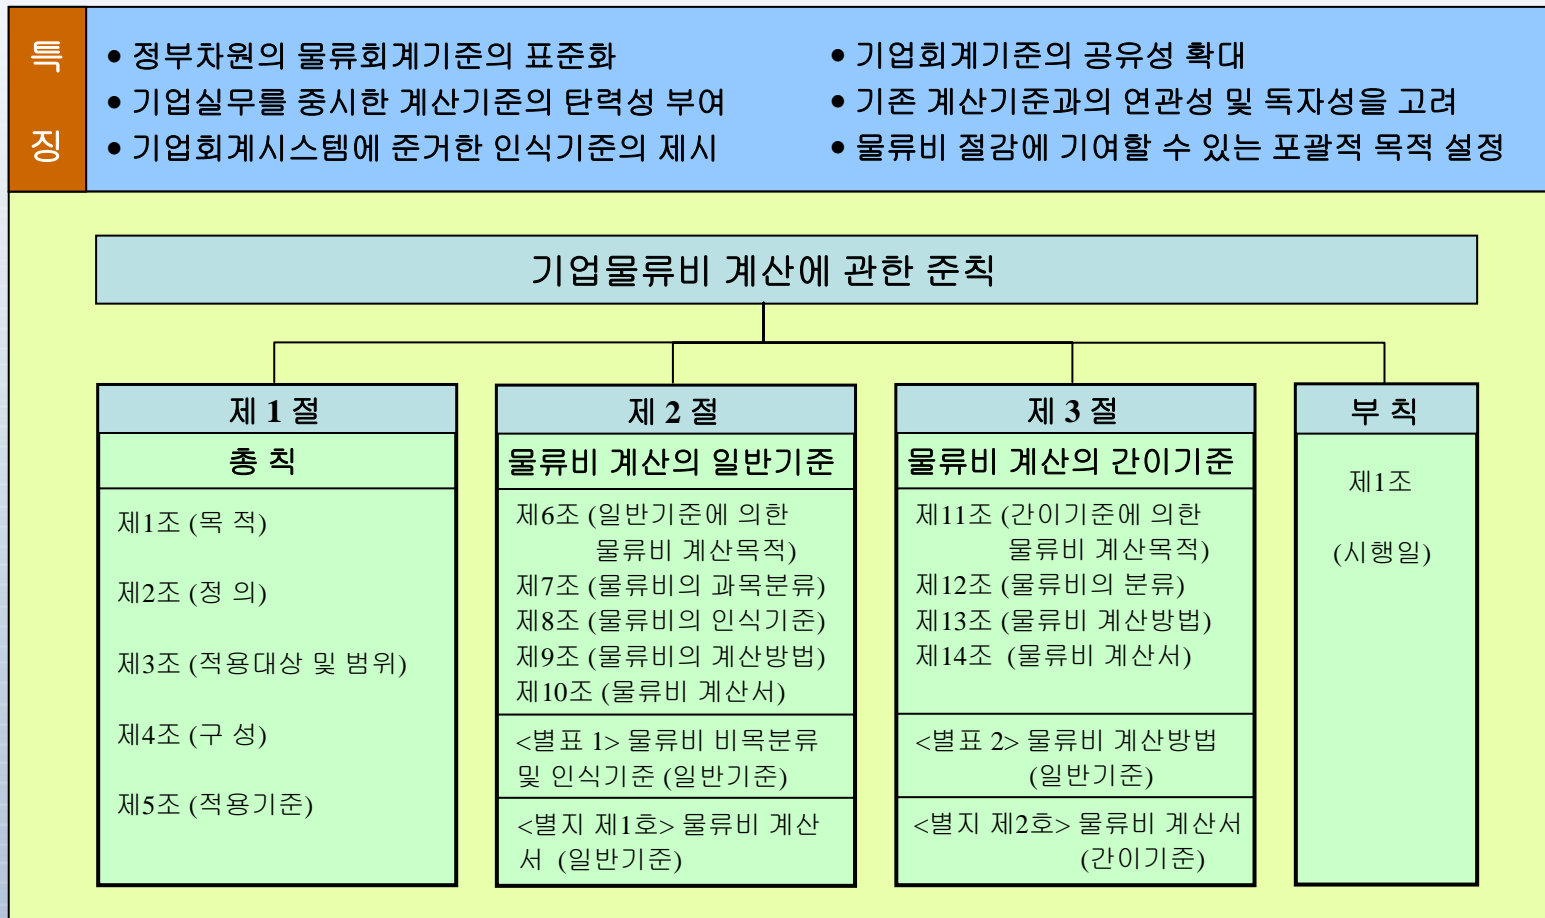 특
징
● 정부차원의 물류회계기준의 표준화
● 기업실무를 중시한 계산기준의 탄력성 부여
● 기업회계시스템에 준거한 인식기준의 제시
● 기업회계기준의 공유성 확대
● 기존 계산기준과의 연관성 및 독자성을 고려
● 물류비 절감에 기여할 수 있는 포괄적 목적 설정
기업물류비 계산에 관한 준칙
제 1 절
총 칙
제1조 (목 적)
제2조 (정 의)
제3조 (적용대상 및 범위)
제4조 (구 성)
제5조 (적용기준)
제 2 절
물류비 계산의 일반기준
제6조 (일반기준에 의한
물류비 계산목적)
제7조 (물류비의 과목분류)
제8조 (물류비의 인식기준)
제9조 (물류비의 계산방법)
제10조 (물류비 계산서)
<별표 1> 물류비 비목분류
및 인식기준 (일반기준)
<별지 제1호> 물류비 계산
서 (일반기준)
제 3 절
물류비 계산의 간이기준
제11조 (간이기준에 의한
물류비 계산목적)
제12조 (물류비의 분류)
제13조 (물류비 계산방법)
제14조 (물류비 계산서)
<별표 2> 물류비 계산방법
(일반기준)
<별지 제2호> 물류비 계산서
(간이기준)
부 칙
제1조
(시행일)